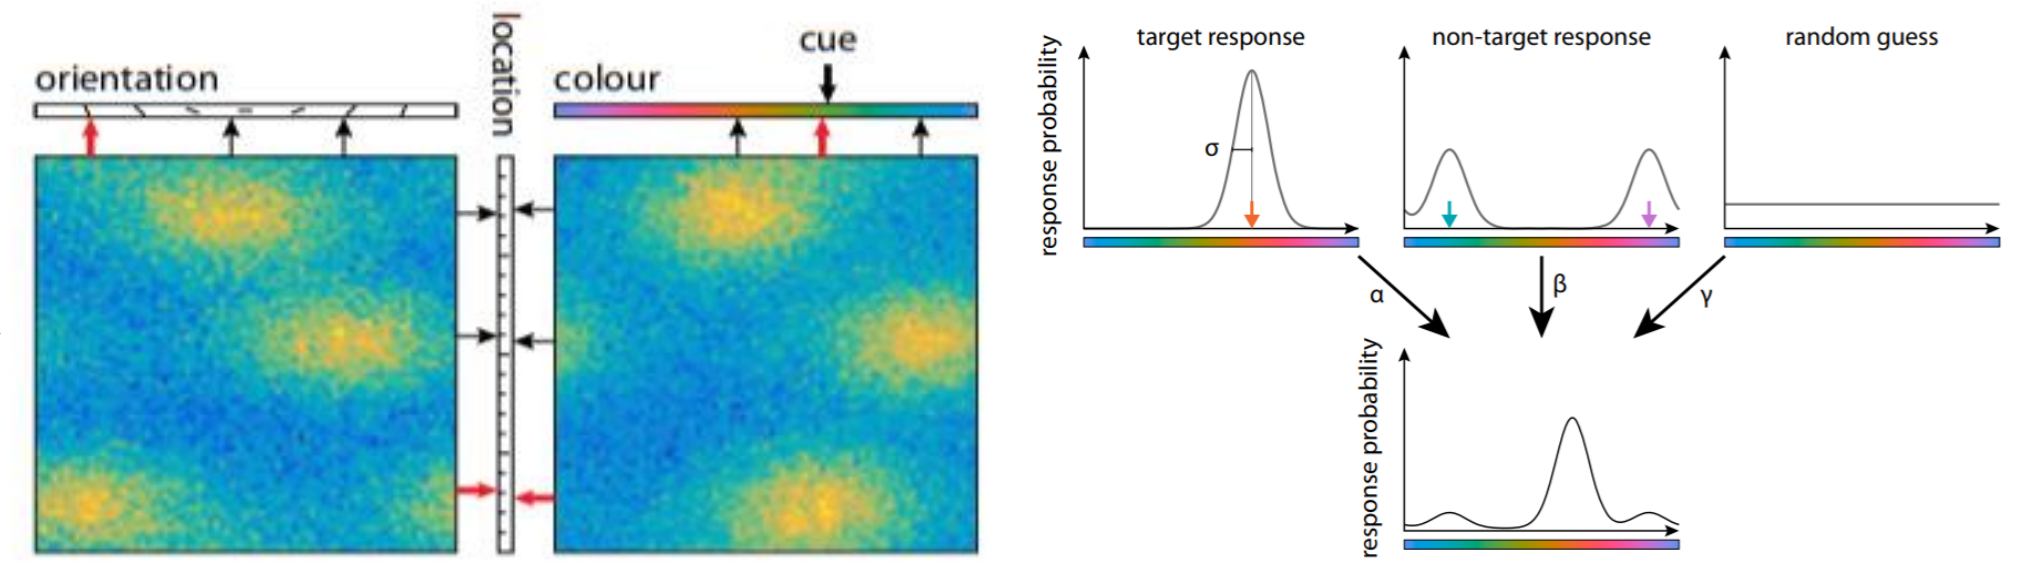 orientation
location
colour
cue
response probability
target response
σ
non-target response
random guess
α
β
γ
response probability